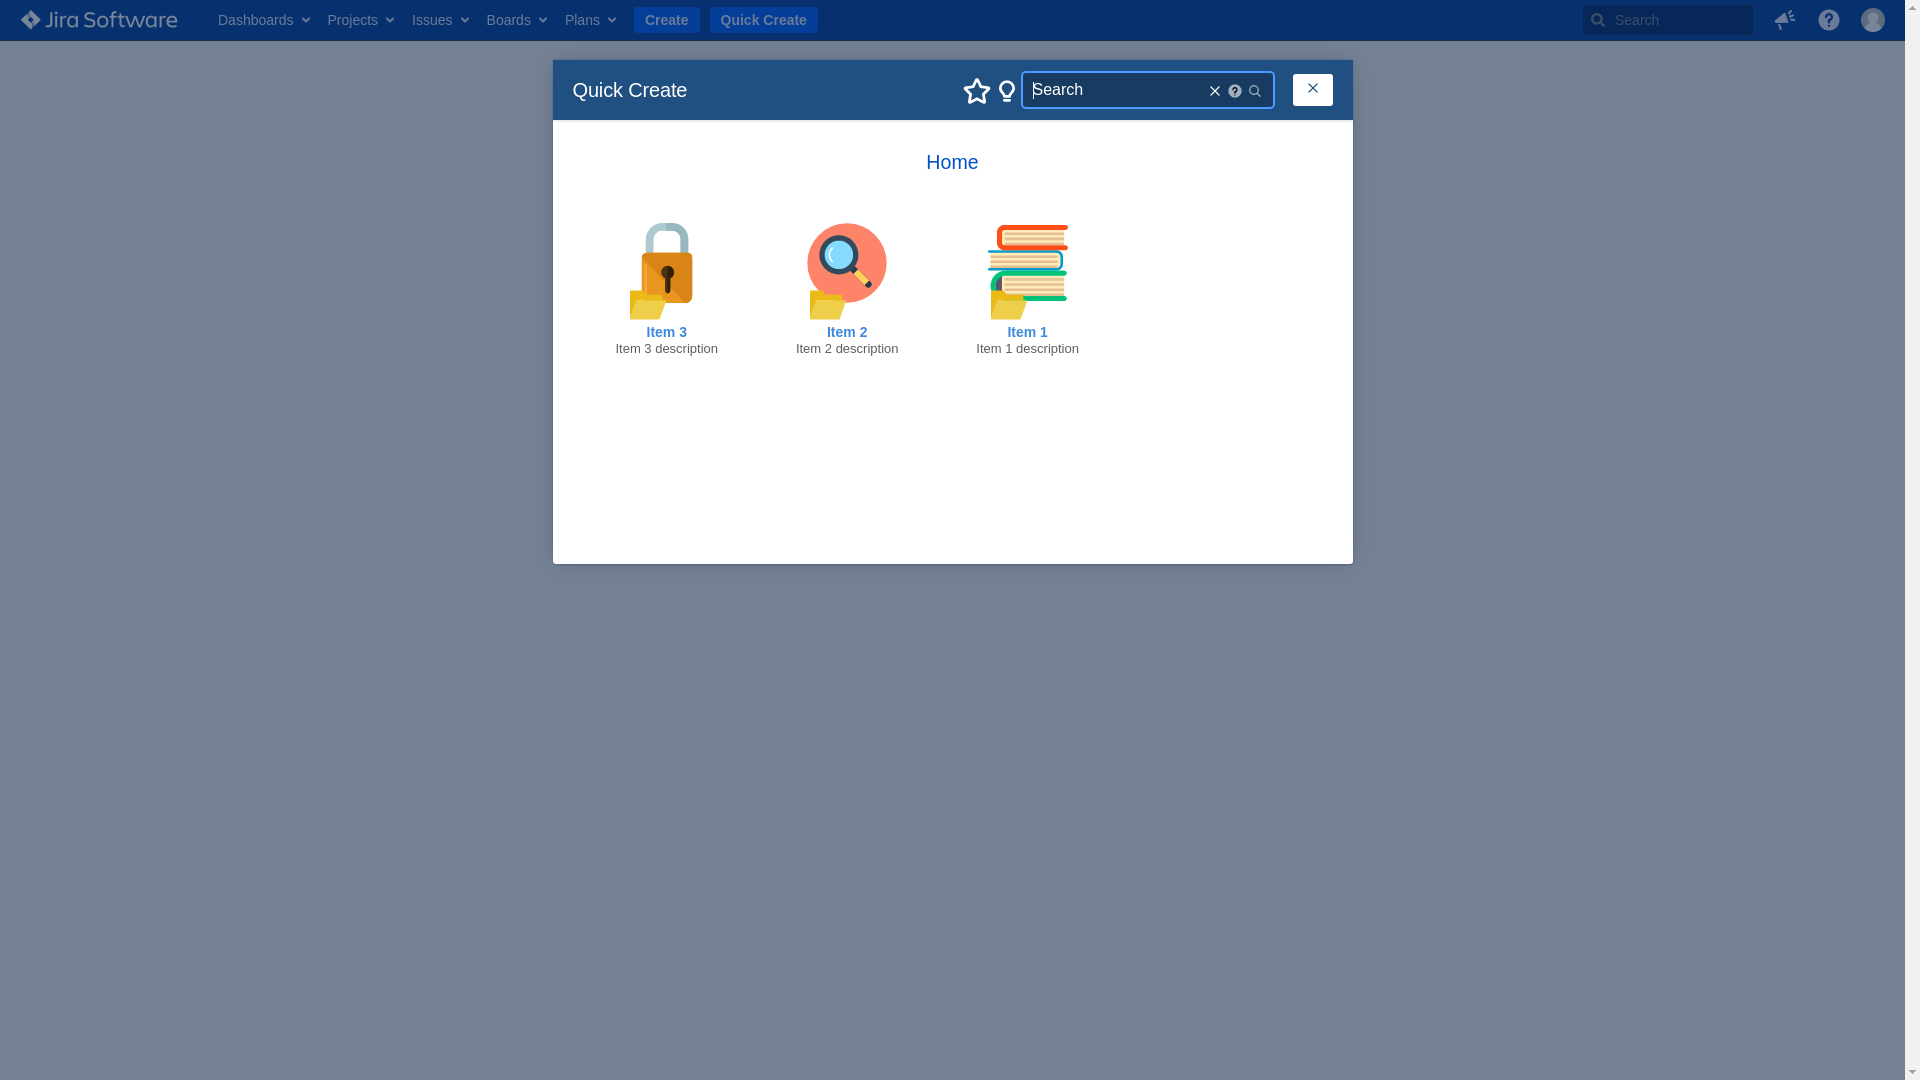 Jira Software Dashboards Projects Issues Boards Plans Create Quick Create Search
Quick Create Search
Home
Item 3 Item 2 Item 1
Item 3 description Item 2 description Item 1 description